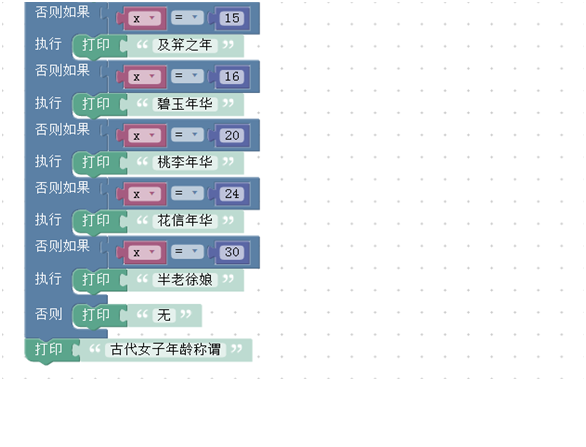 否则如果 x = 15
执行 打印 “ 及笄之年 ”
否则如果 x = 16
执行 打印 “ 碧玉年华 ”
否则如果 x = 20
执行 打印 “ 桃李年华 ”
否则如果 x = 24
执行 打印 “ 花信年华 ”
否则如果 x = 30
执行 打印 “ 半老徐娘 ”
否则 打印 “ 无 ”
打印 “ 古代女子年龄称谓 ”